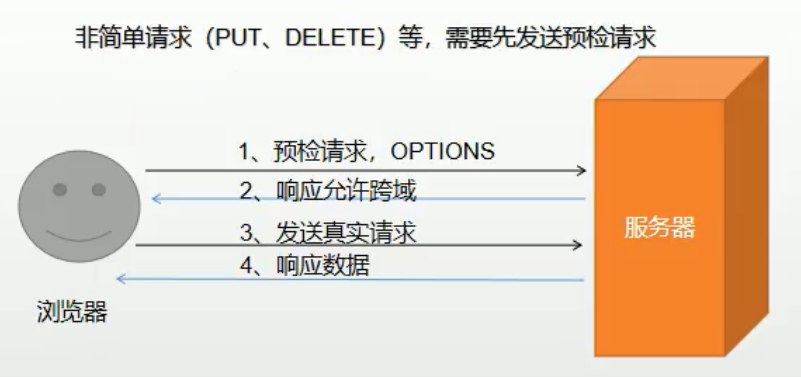 非简单请求（PUT、DELETE）等，需要先发送预检请求
1、预检请求，OPTIONS
2、响应允许跨域
3、发送真实请求
4、响应数据
服务器
浏览器